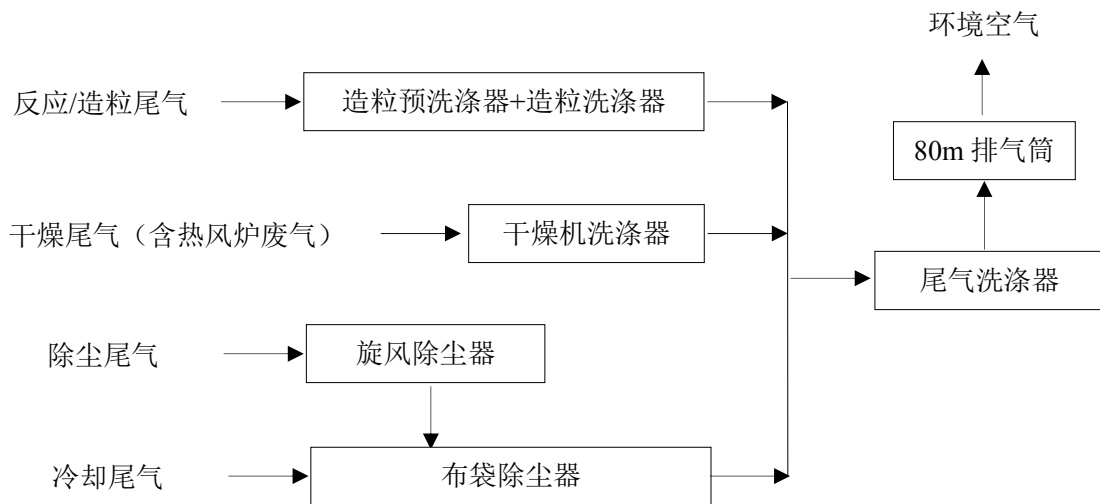 环境空气
反应/造粒尾气
造粒预洗涤器+造粒洗涤器
80m 排气筒
干燥尾气（含热风炉废气）
干燥机洗涤器
尾气洗涤器
除尘尾气
旋风除尘器
冷却尾气
布袋除尘器